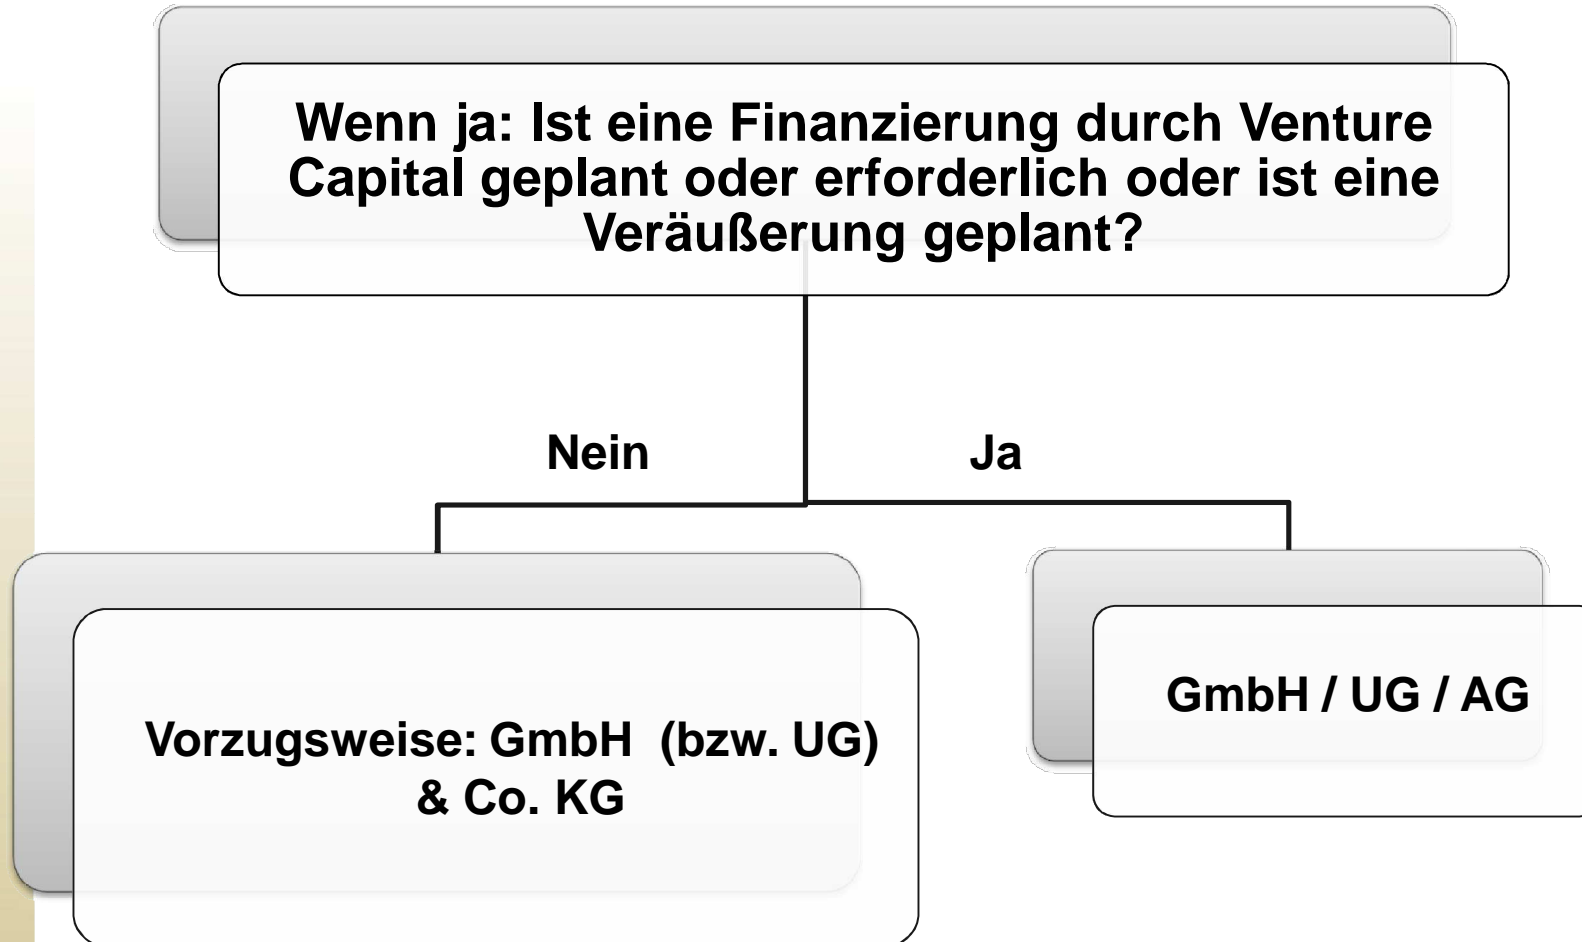 Wenn ja: Ist eine Finanzierung durch Venture
Capital geplant oder erforderlich oder ist eine
Veräußerung geplant?
Nein
Ja
Vorzugsweise: GmbH (bzw. UG)
& Co. KG
GmbH / UG / AG